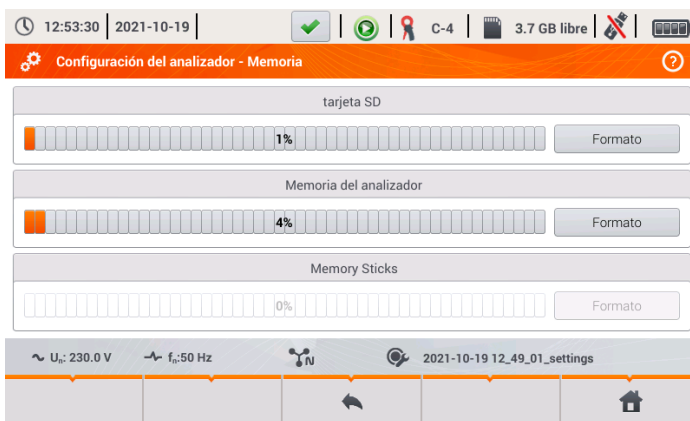 12:53:30 2021-10-19 C-4 3.7 GB libre
Configuración del analizador - Memoria ?
tarjeta SD
1% Formato
Memoria del analizador
4% Formato
Memory Sticks
0% Formato
Uₙ: 230.0 V fₙ:50 Hz N 2021-10-19 12_49_01_settings